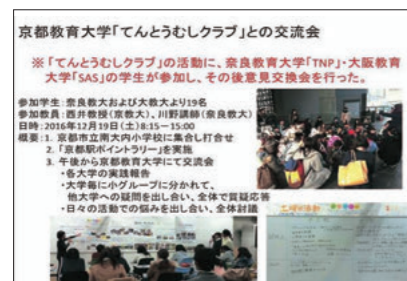 京都教育大学「てんとうむしクラブ」との交流会
※「てんとうむしクラブ」の活動に、奈良教育大学「TNP」・大阪教育
大学「SAS」の学生が参加し、その後意見交換会を行った。
参加学生：奈良教大および大教大より19名
参加教員：西井教授(京教大)、川野講師(奈良教大)
日時：2016年12月19日(土)8:15－15:00
概要：1. 京都市立南大内小学校に集合し打合せ
2. 「京都駅ポイントラリー」を実施
3. 午後から京都教育大学にて交流会
・各大学の実践報告
・大学毎に小グループに分かれて、
他大学への疑問を出し合い、全体で質疑応答
・日々の活動での悩みを出し合い、全体討議